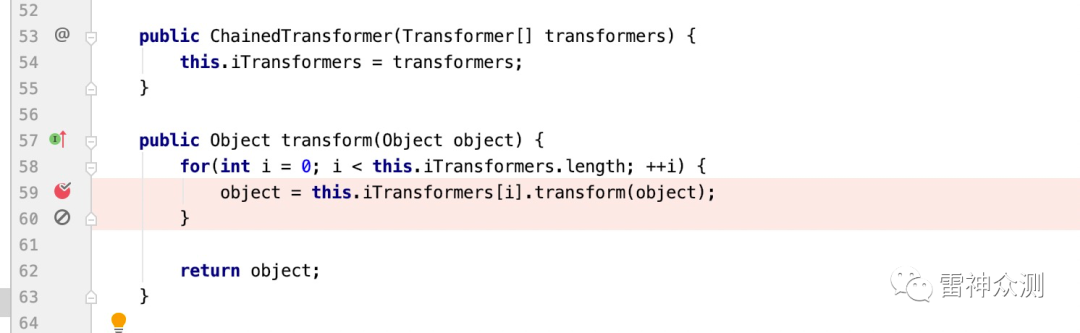 52
53 @ public ChainedTransformer(Transformer[] transformers) {
54 this.iTransformers = transformers;
55 }
56
57 public Object transform(Object object) {
58 for(int i = 0; i < this.iTransformers.length; ++i) {
59 object = this.iTransformers[i].transform(object);
60 }
61
62 return object;
63 }
64
雷神众测